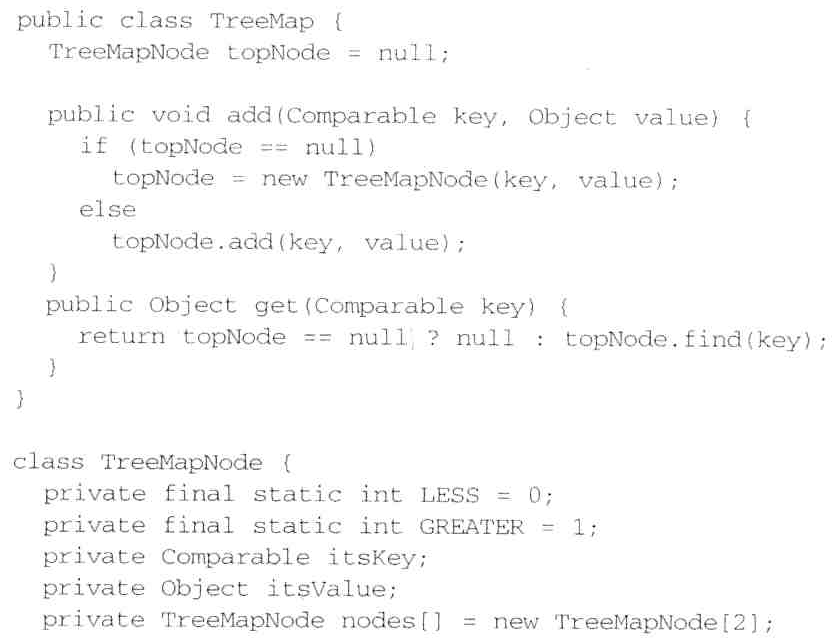 public class TreeMap {
  TreeMapNode topNode = null;

  public void add(Comparable key, Object value) {
    if (topNode == null)
      topNode = new TreeMapNode(key, value);
    else
      topNode.add(key, value);
  }
  public Object get(Comparable key) {
    return topNode == null ? null : topNode.find(key);
  }
}

class TreeMapNode {
  private final static int LESS = 0;
  private final static int GREATER = 1;
  private Comparable itsKey;
  private Object itsValue;
  private TreeMapNode nodes[] = new TreeMapNode[2];